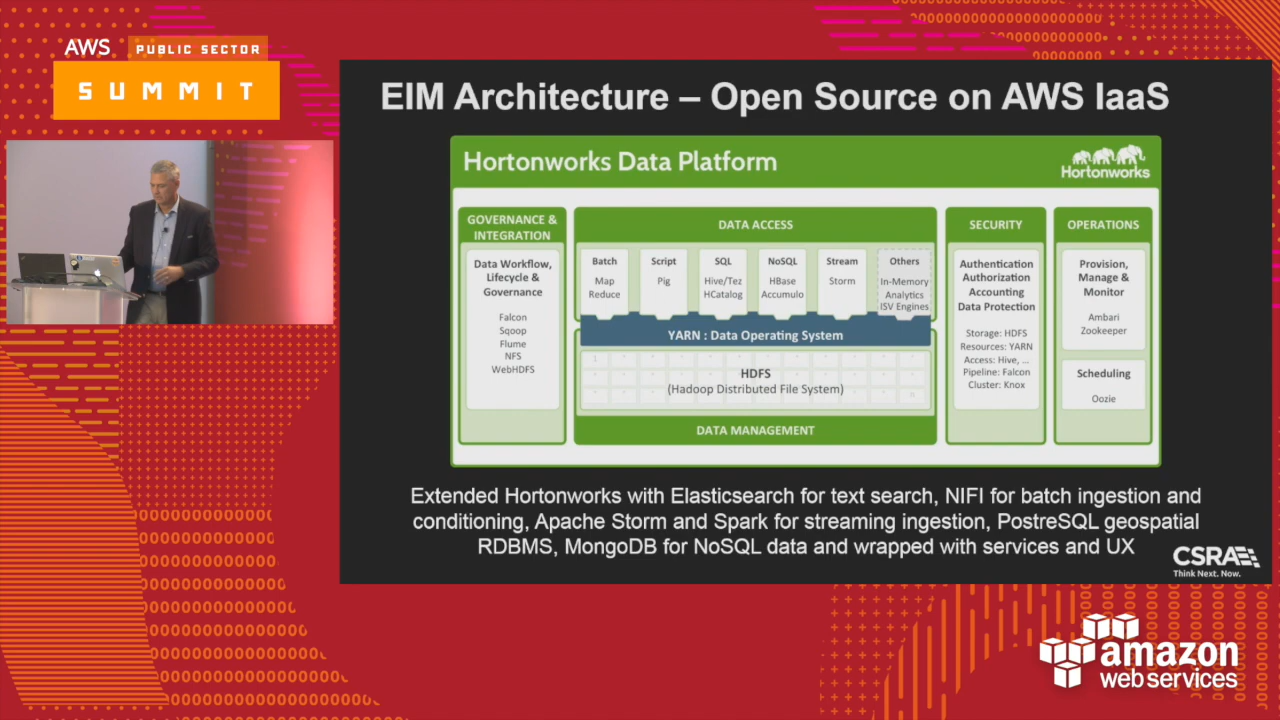 AWS PUBLIC SECTOR
SUMMIT
EIM Architecture – Open Source on AWS IaaS
Hortonworks Data Platform
Hortonworks
GOVERNANCE &
INTEGRATION
Data Workflow,
Lifecycle &
Governance
Falcon
Sqoop
Flume
NFS
WebHDFS
DATA ACCESS
Batch
Map
Reduce
Script
Pig
SQL
Hive/Tez
HCatalog
NoSQL
HBase
Accumulo
Stream
Storm
Others
In-Memory
Analytics
ISV Engines
YARN : Data Operating System
1
HDFS
(Hadoop Distributed File System)
n
DATA MANAGEMENT
SECURITY
Authentication
Authorization
Accounting
Data Protection
Storage: HDFS
Resources: YARN
Access: Hive, ...
Pipeline: Falcon
Cluster: Knox
OPERATIONS
Provision,
Manage &
Monitor
Ambari
Zookeeper
Scheduling
Oozie
Extended Hortonworks with Elasticsearch for text search, NIFI for batch ingestion and
conditioning, Apache Storm and Spark for streaming ingestion, PostreSQL geospatial
RDBMS, MongoDB for NoSQL data and wrapped with services and UX
CSRA
Think Next. Now.
amazon
web services